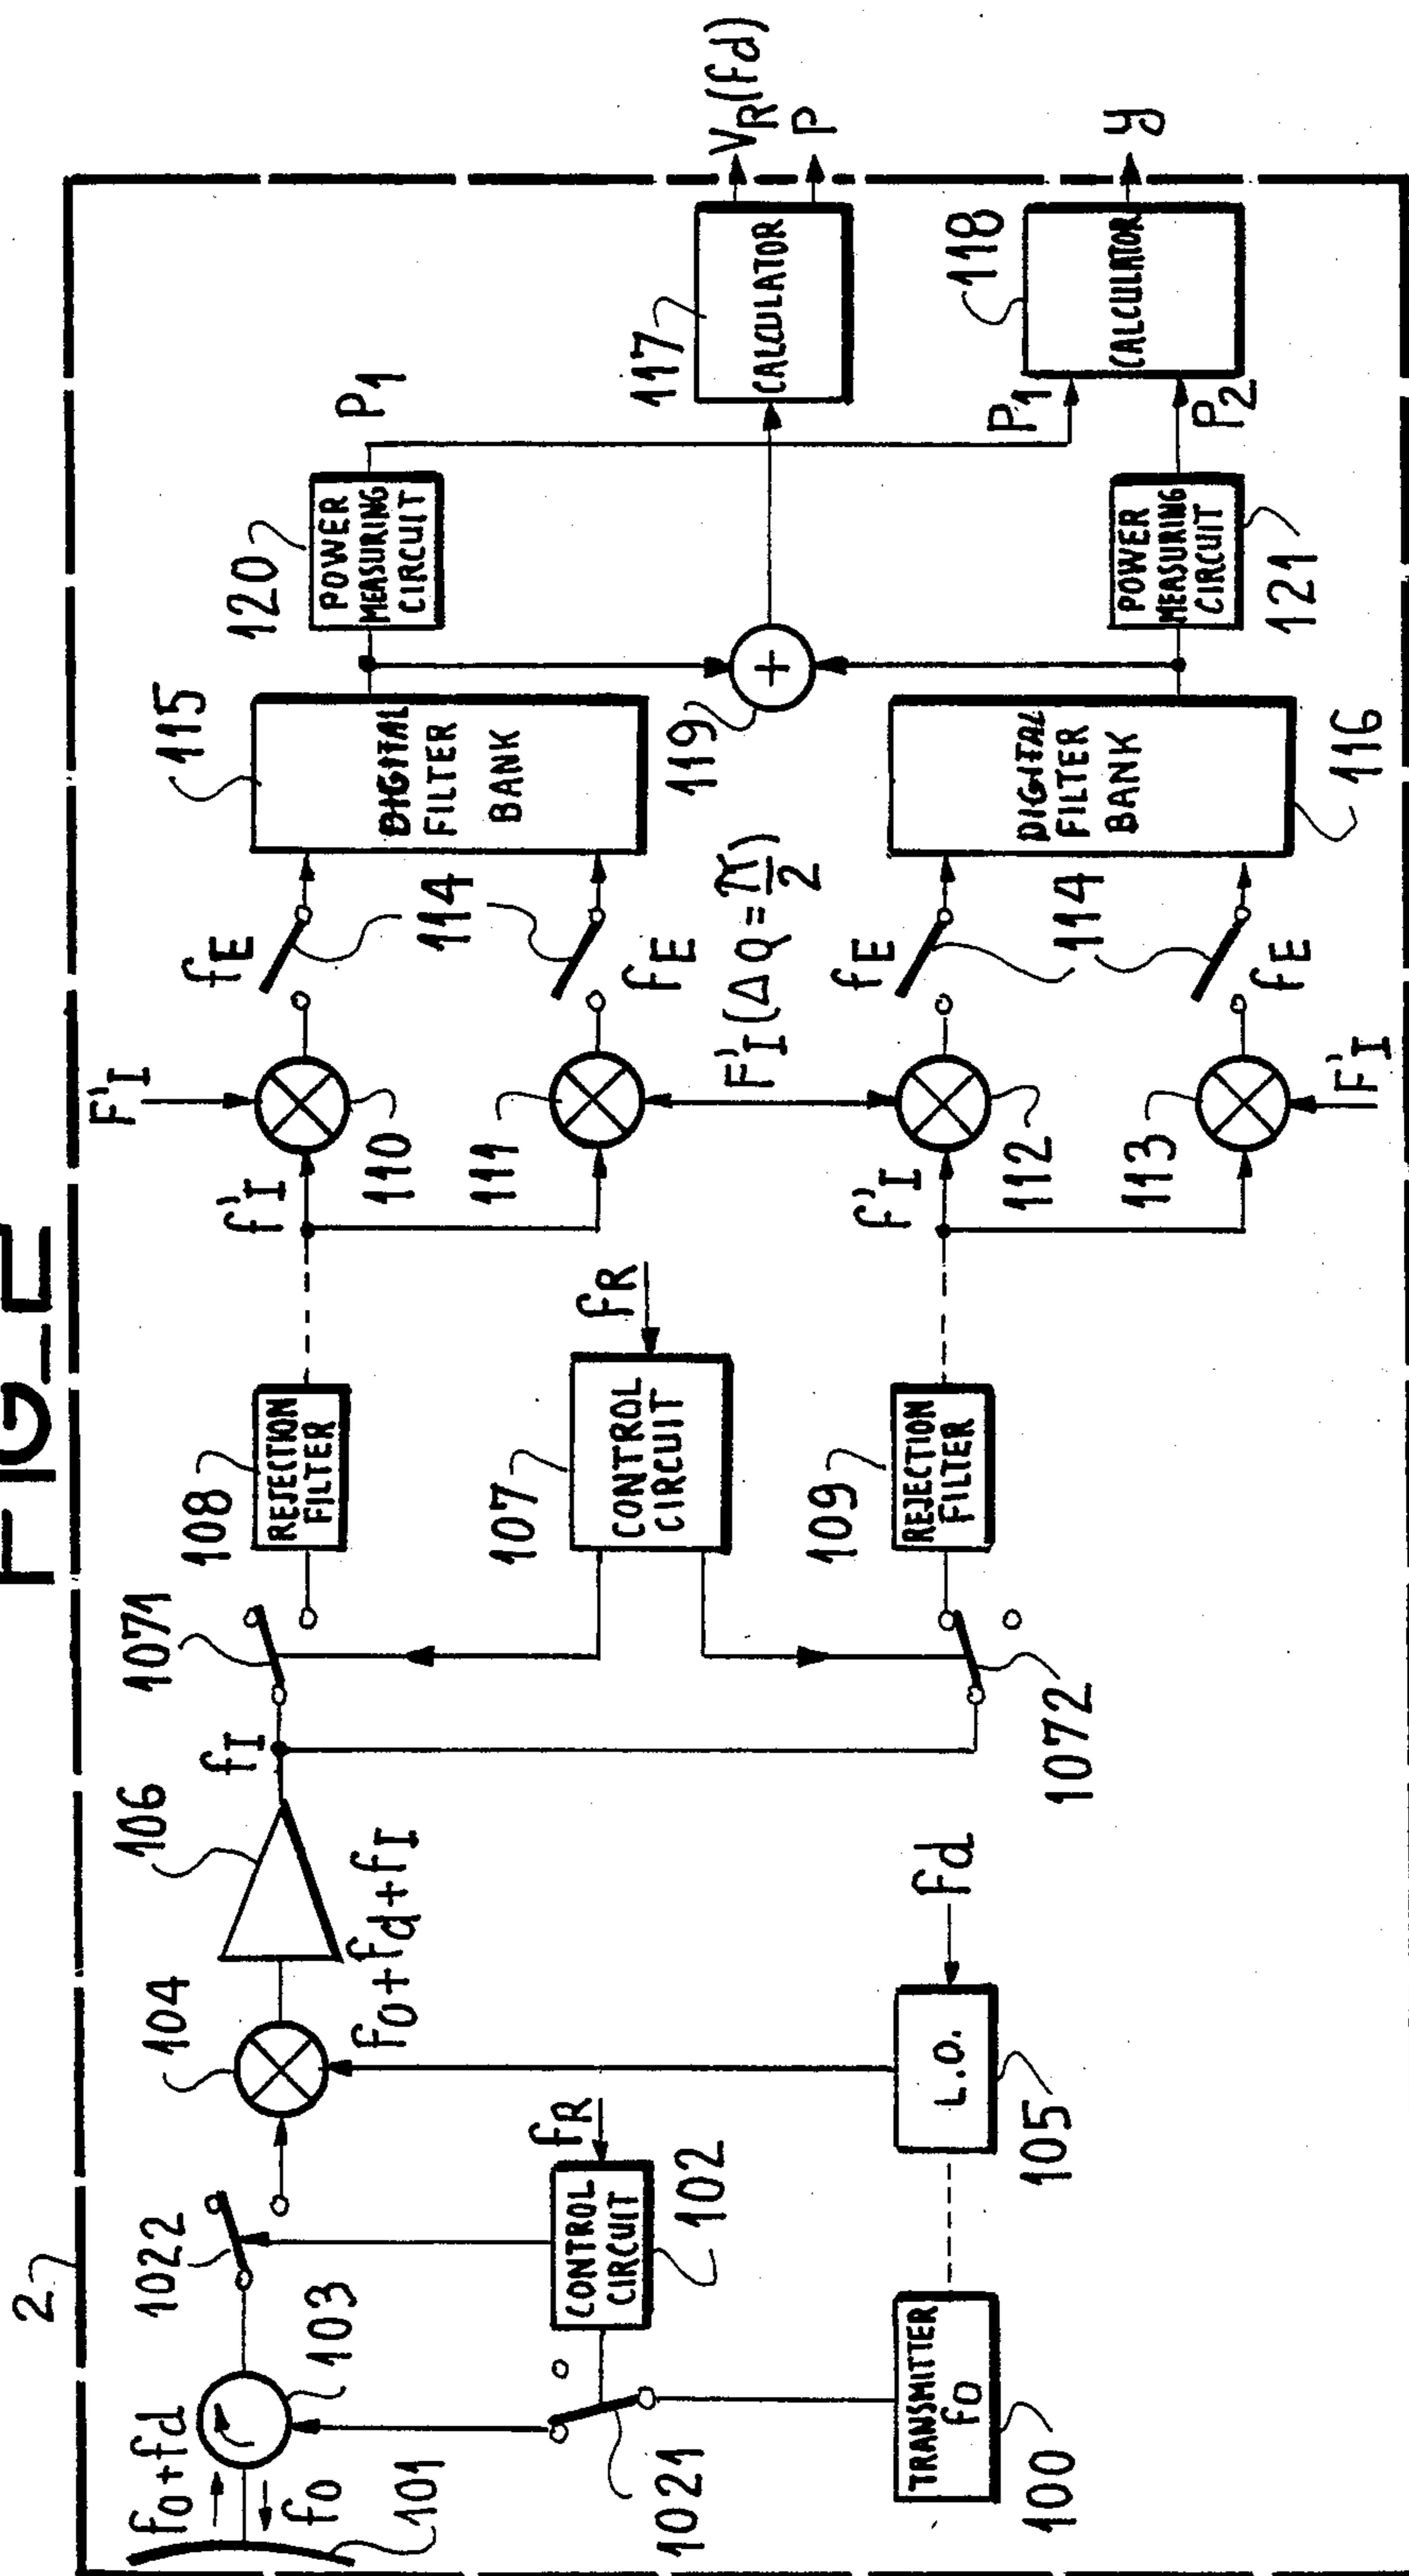 FIG_2
2
f0+fd
f0
101
103
1022
1021
TRANSMITTER
f0
100
CONTROL
CIRCUIT
102
fR
104
f0+fd+fI
L.O.
105
fd
106
fI
1071
1072
107
CONTROL
CIRCUIT
fR
108
REJECTION
FILTER
109
REJECTION
FILTER
f'I
F'I
110
111
F'I (ΔQ = π/2)
f'I
112
113
F'I
fE
fE
114
fE
fE
114
115
DIGITAL
FILTER
BANK
116
DIGITAL
FILTER
BANK
119
+
120
POWER
MEASURING
CIRCUIT
121
POWER
MEASURING
CIRCUIT
P1
P1
P2
117
CALCULATOR
118
CALCULATOR
VR(fd)
P
y